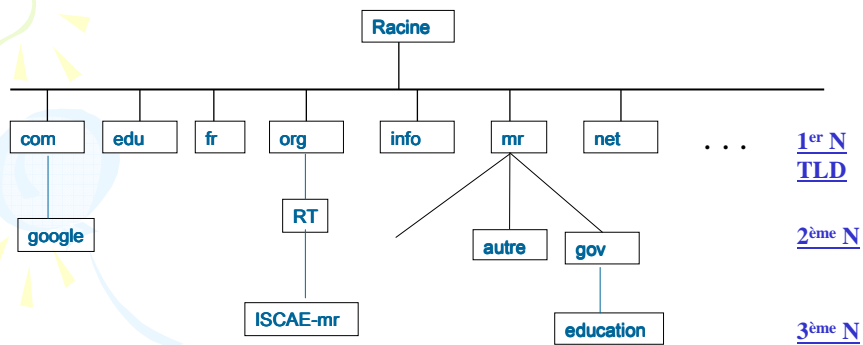 Racine
com edu fr org info mr net . . . 1er N
TLD
RT
google autre gov 2ème N
ISCAE-mr education 3ème N